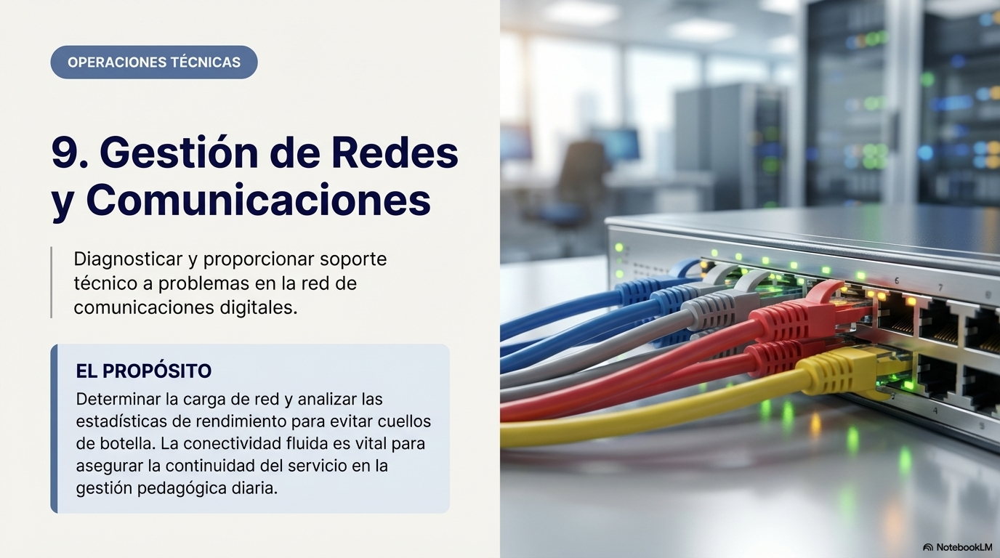 OPERACIONES TÉCNICAS
9. Gestión de Redes
y Comunicaciones
Diagnosticar y proporcionar soporte
técnico a problemas en la red de
comunicaciones digitales.
EL PROPÓSITO
Determinar la carga de red y analizar las
estadísticas de rendimiento para evitar cuellos
de botella. La conectividad fluida es vital para
asegurar la continuidad del servicio en la
gestión pedagógica diaria.
6 7 8
4
NotebookLM